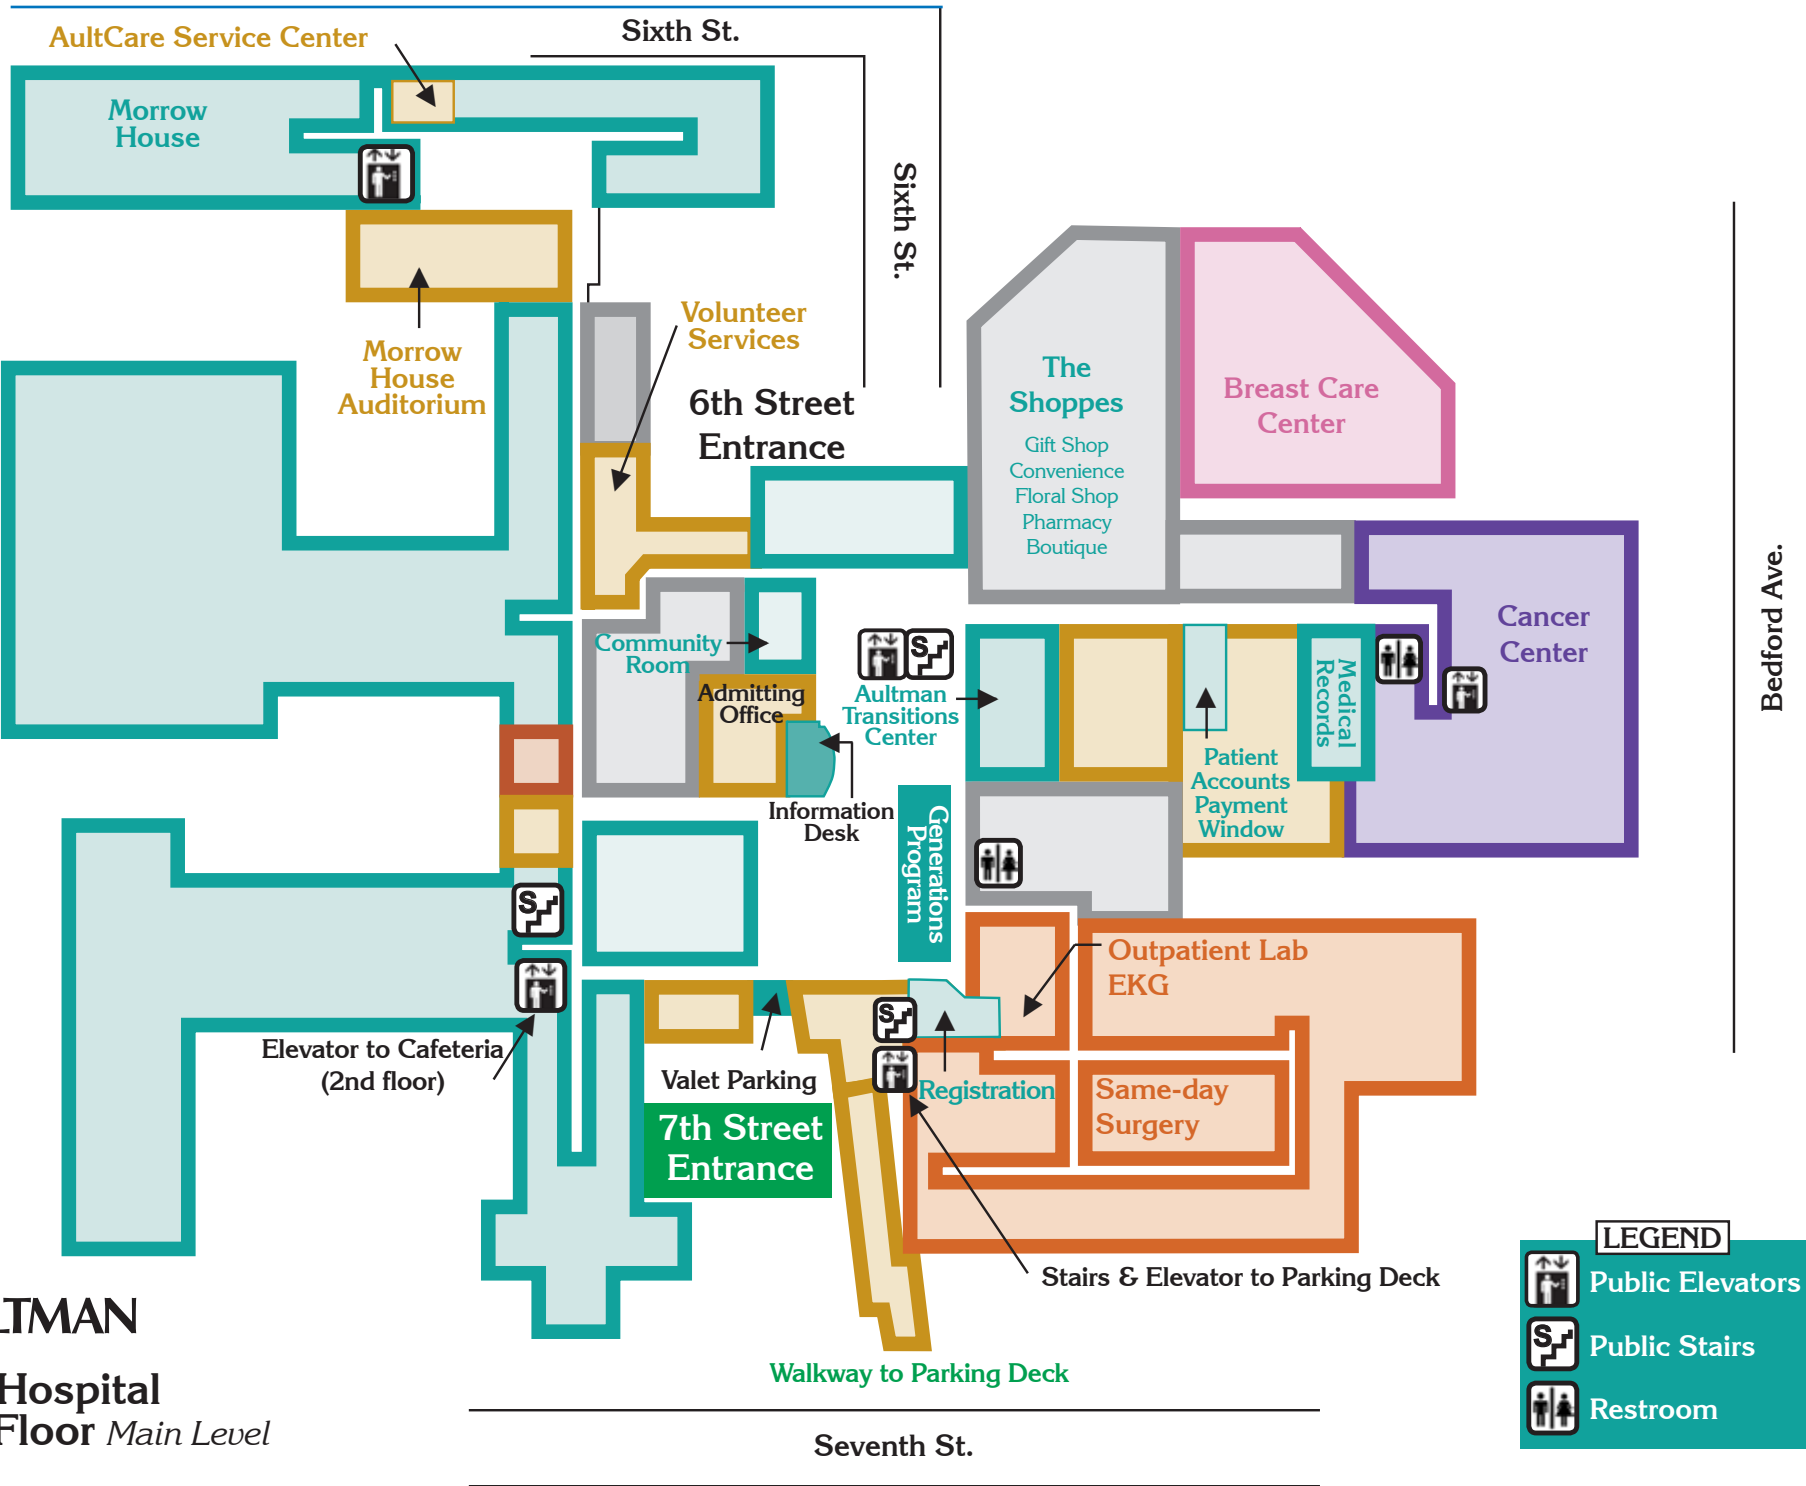 AultCare Service Center
Sixth St.
Morrow
House
Sixth St.
Volunteer
Services
Morrow
House
Auditorium
6th Street
Entrance
The
Shoppes
Gift Shop
Convenience
Floral Shop
Pharmacy
Boutique
Breast Care
Center
Cancer
Center
Bedford Ave.
Community
Room
Admitting
Office
Aultman
Transitions
Center
Medical
Records
Patient
Accounts
Payment
Window
Information
Desk
Generations
Program
S
S
Outpatient Lab
EKG
Elevator to Cafeteria
(2nd floor)
Valet Parking
S
Registration
Same-day
Surgery
7th Street
Entrance
Stairs & Elevator to Parking Deck
LEGEND
Public Elevators
S
Public Stairs
Restroom
LTMAN
Hospital
Floor Main Level
Walkway to Parking Deck
Seventh St.